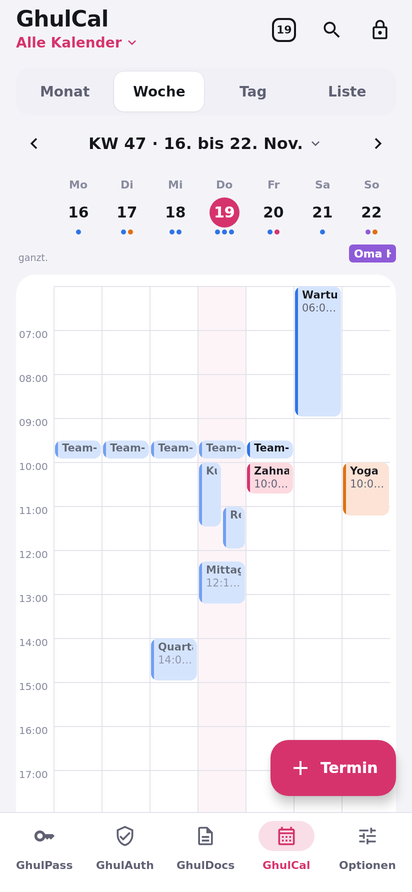 GhulCal
Alle Kalender
19
Monat Woche Tag Liste
KW 47 · 16. bis 22. Nov.
Mo Di Mi Do Fr Sa So
16 17 18 19 20 21 22
ganzt. Oma
Wartu
06:0...
07:00
08:00
09:00
Team- Team- Team- Team- Team-
10:00
Zahna Yoga
10:0... 10:0...
11:00
Re
12:00
Mittag
12:1...
13:00
14:00
Quart
14:0...
15:00
16:00
17:00
+ Termin
GhulPass GhulAuth GhulDocs GhulCal Optionen